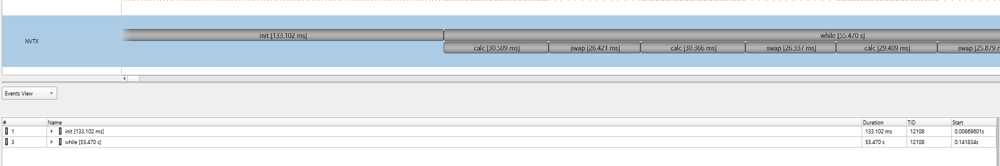 init [133.102 ms]
while [55.470 s]
NVTX
calc [30.509 ms] swap [26.421 ms] calc [30.366 ms] swap [26.337 ms] calc [29.409 ms] swap [25.879 m
Events View
# Name Duration TID Start
1 init [133.102 ms] 133.102 ms 12108 0.00869601s
3 while [55.470 s] 55.470 s 12108 0.141834s